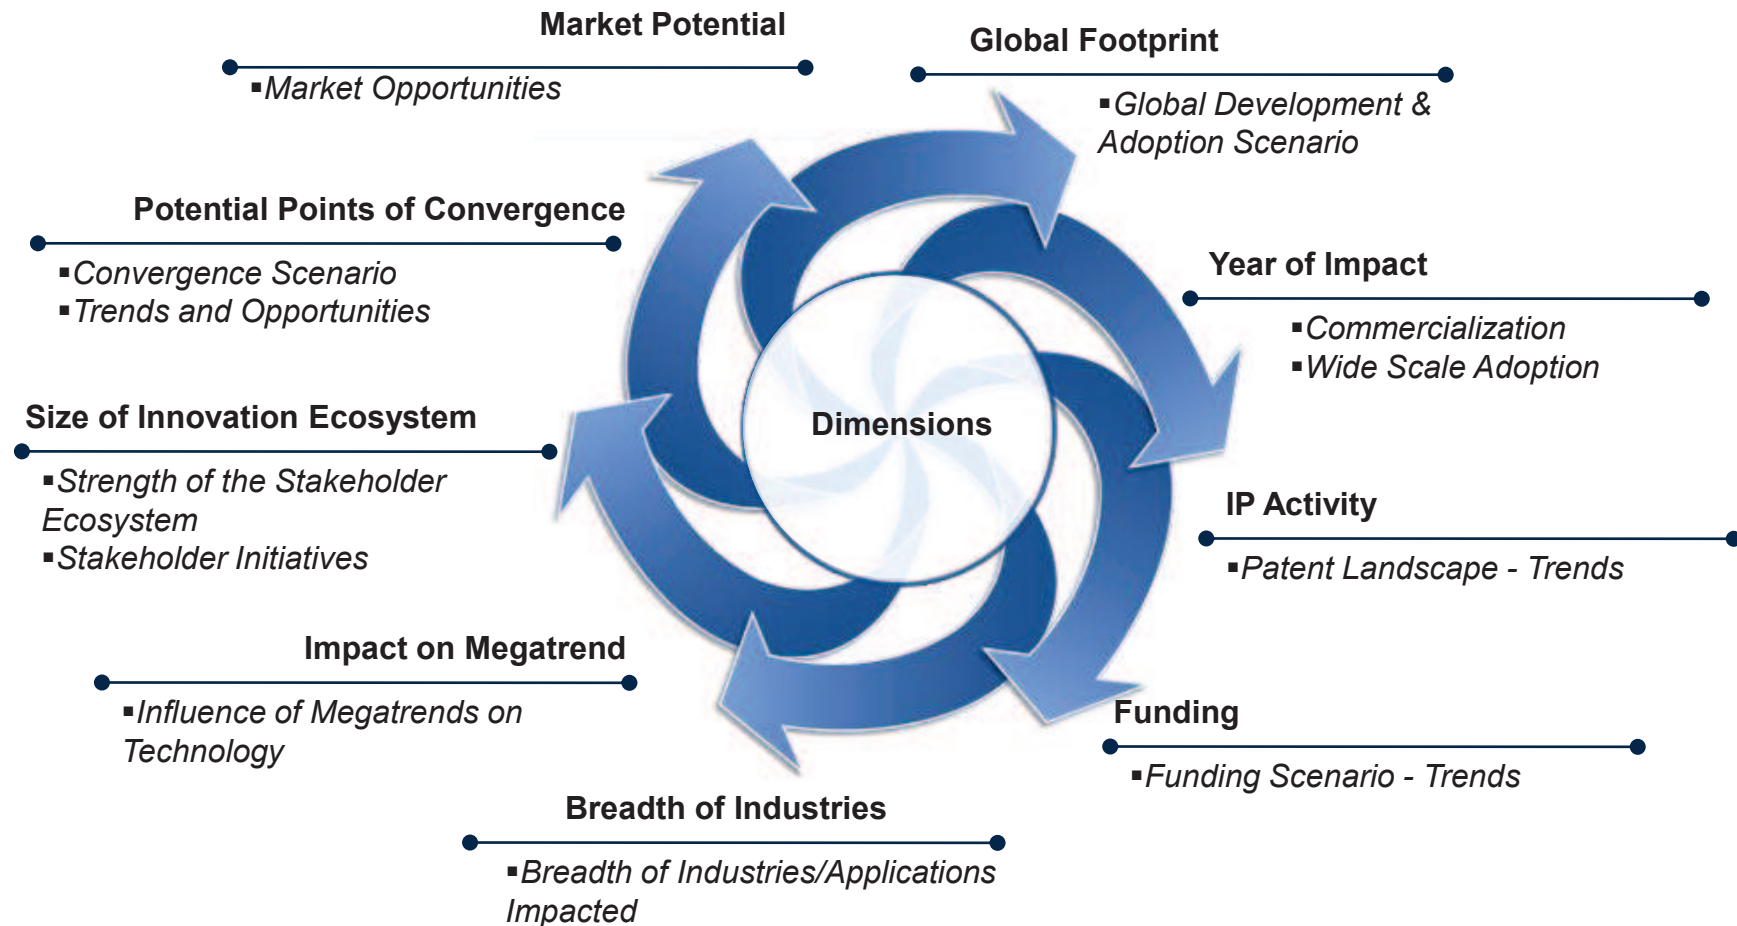 Market Potential
▪Market Opportunities
Global Footprint
▪Global Development &
Adoption Scenario
Potential Points of Convergence
▪Convergence Scenario
▪Trends and Opportunities
Year of Impact
▪Commercialization
▪Wide Scale Adoption
Size of Innovation Ecosystem
▪Strength of the Stakeholder
Ecosystem
▪Stakeholder Initiatives
Dimensions
IP Activity
▪Patent Landscape - Trends
Impact on Megatrend
▪Influence of Megatrends on
Technology
Funding
▪Funding Scenario - Trends
Breadth of Industries
▪Breadth of Industries/Applications
Impacted